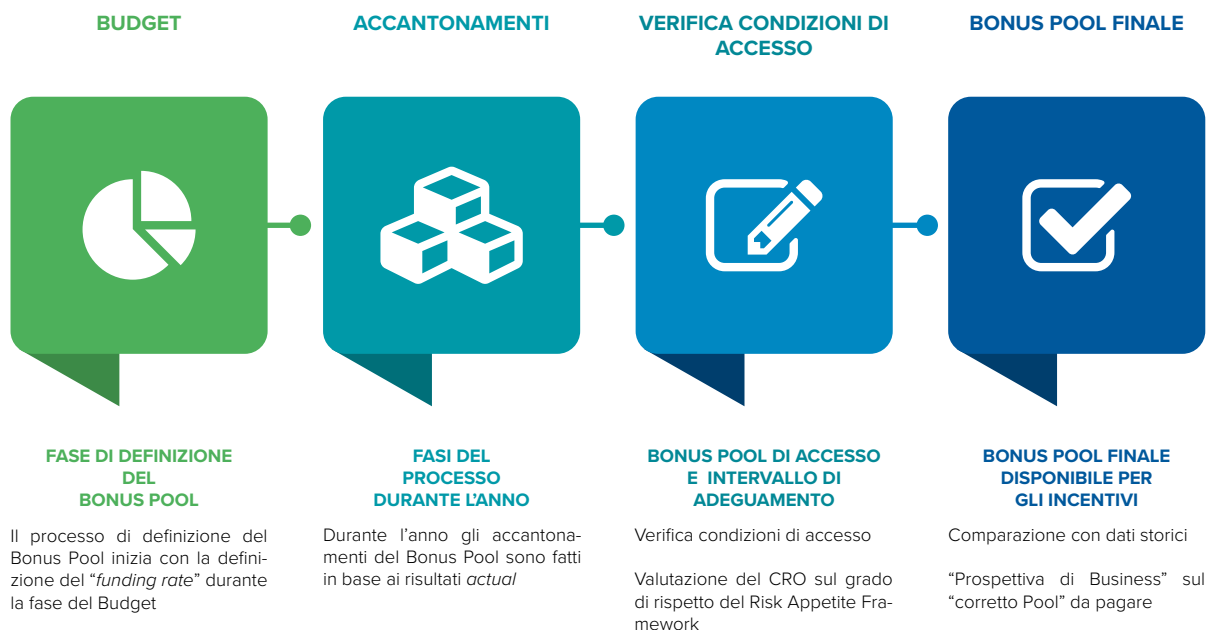 BUDGET
FASE DI DEFINIZIONE
DEL
BONUS POOL
Il processo di definizione del
Bonus Pool inizia con la defini-
zione del “funding rate” durante
la fase del Budget
ACCANTONAMENTI
FASI DEL
PROCESSO
DURANTE L’ANNO
Durante l’anno gli accantona-
menti del Bonus Pool sono fatti
in base ai risultati actual
VERIFICA CONDIZIONI DI
ACCESSO
BONUS POOL DI ACCESSO
E INTERVALLO DI
ADEGUAMENTO
Verifica condizioni di accesso
Valutazione del CRO sul grado
di rispetto del Risk Appetite Fra-
mework
BONUS POOL FINALE
BONUS POOL FINALE
DISPONIBILE PER
GLI INCENTIVI
Comparazione con dati storici
“Prospettiva di Business” sul
“corretto Pool” da pagare